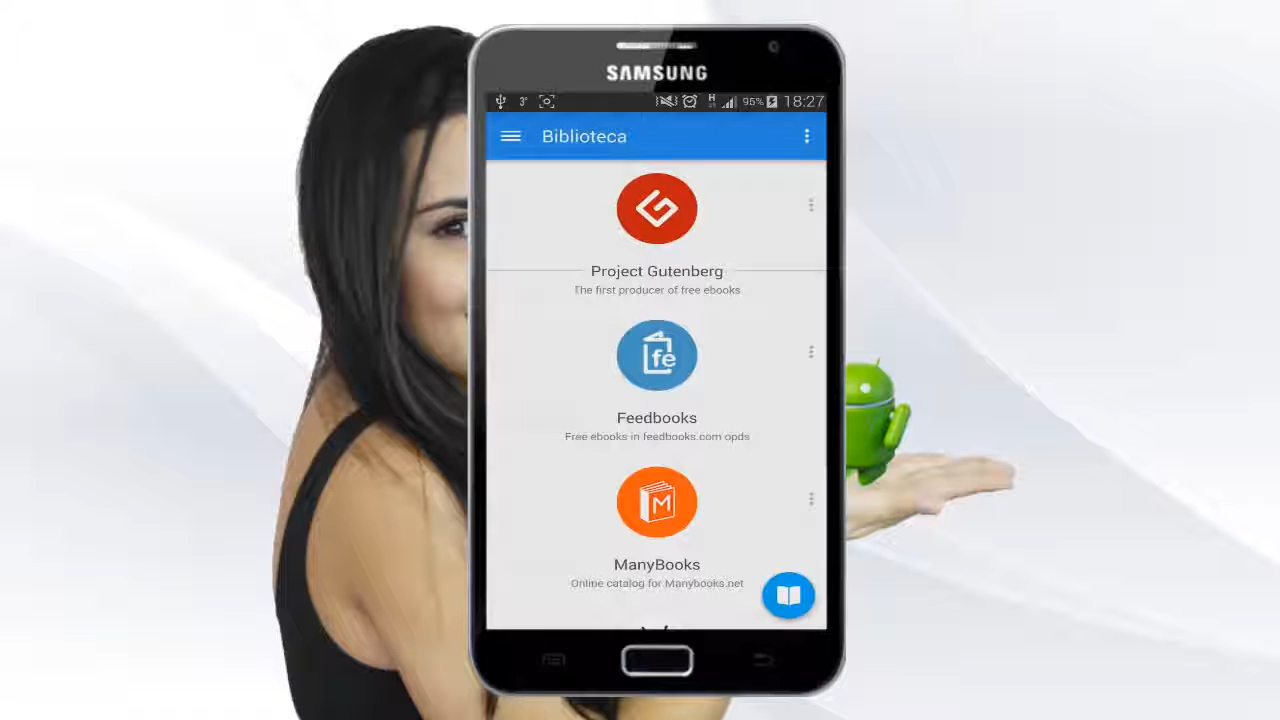 SAMSUNG
95% 18:27
Biblioteca
Project Gutenberg
The first producer of free ebooks
fe
Feedbooks
Free ebooks in feedbooks.com opds
M
ManyBooks
Online catalog for Manybooks.net